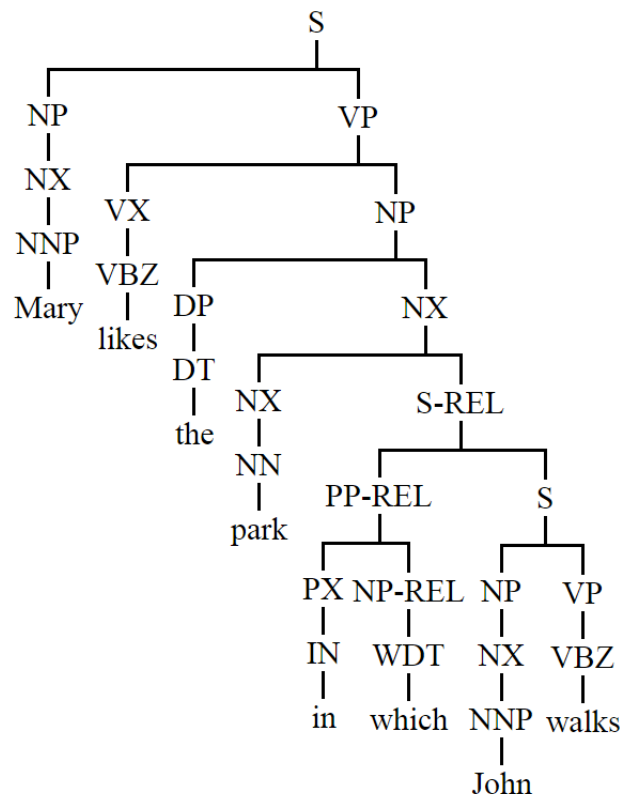 S
NP VP
NX VX NP
NNP VBZ DP NX
Mary likes DT NX S-REL
the NN PP-REL S
park PX NP-REL NP VP
IN WDT NX VBZ
in which NNP walks
John